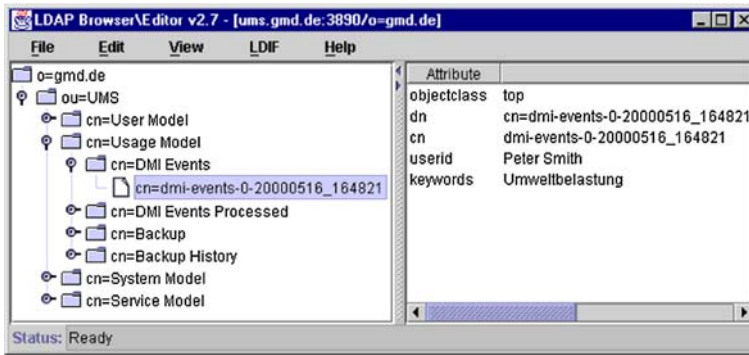 LDAP Browser\Editor v2.7 - [ums.gmd.de:3890/o=gmd.de]
File Edit View LDIF Help
o=gmd.de
ou=UMS
cn=User Model
cn=Usage Model
cn=DMI Events
cn=dmi-events-0-20000516_164821
cn=DMI Events Processed
cn=Backup
cn=Backup History
cn=System Model
cn=Service Model
Attribute
objectclass top
dn cn=dmi-events-0-20000516_164821
cn dmi-events-0-20000516_164821
userid Peter Smith
keywords Umweltbelastung
Status: Ready